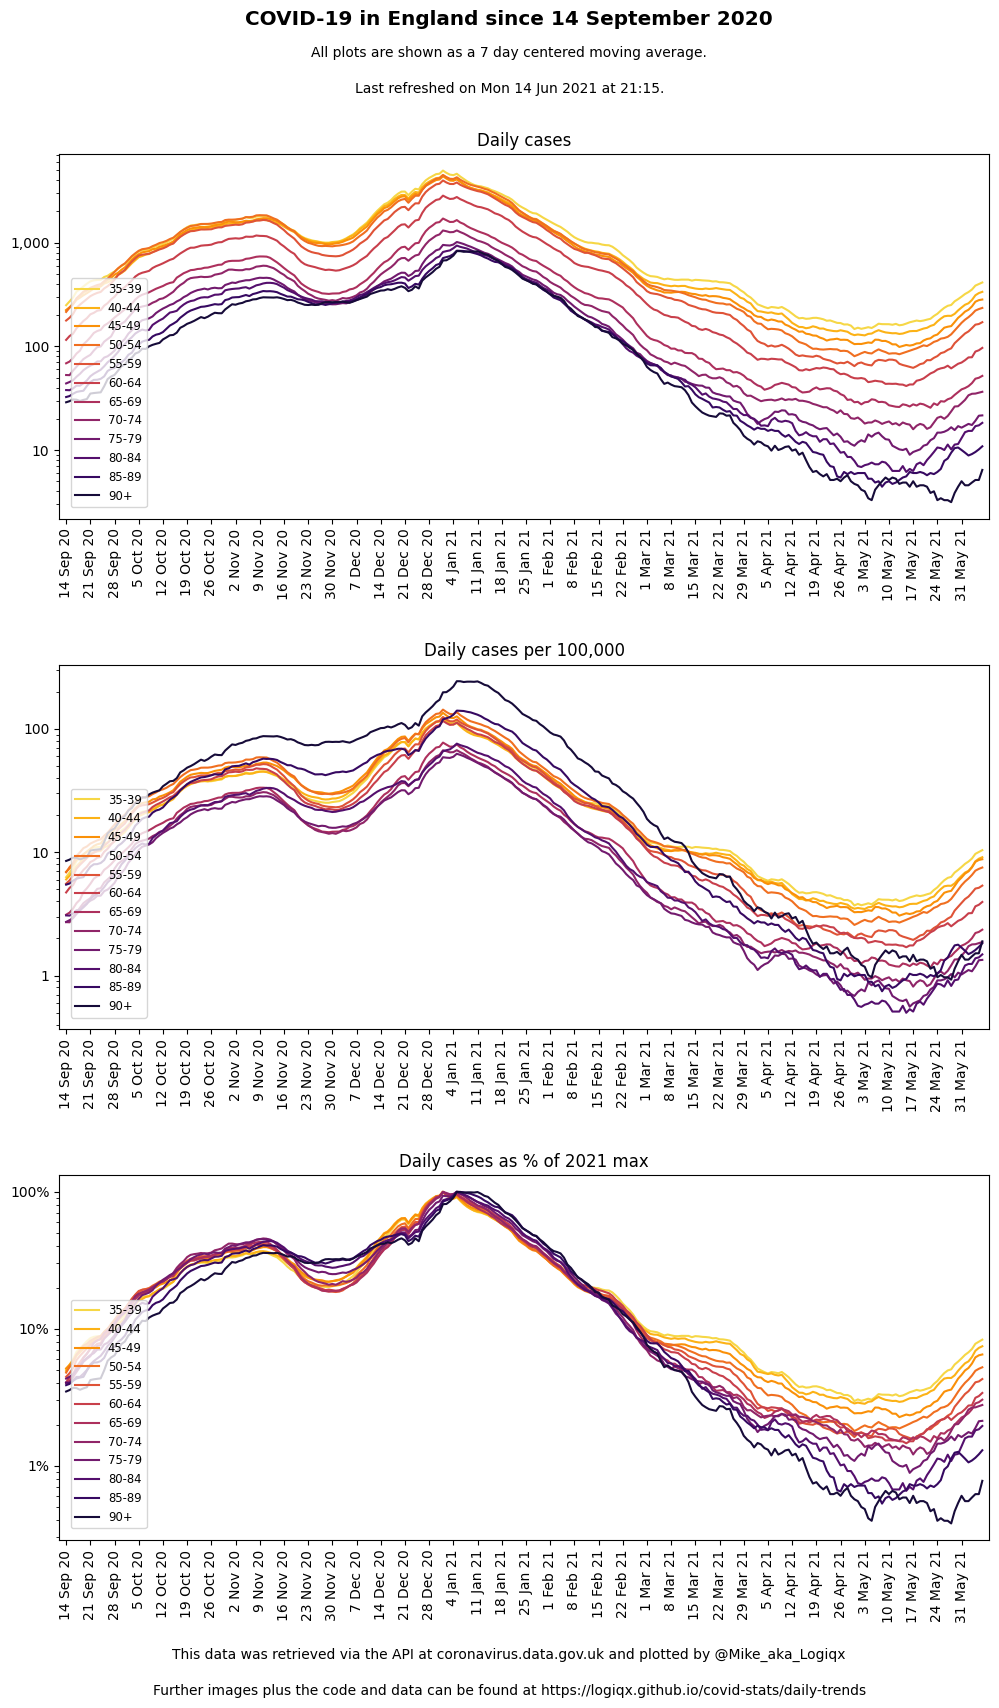 COVID-19 in England since 14 September 2020
All plots are shown as a 7 day centered moving average.
Last refreshed on Mon 14 Jun 2021 at 21:15.
Daily cases
1,000
100
10
35-39
40-44
45-49
50-54
55-59
60-64
65-69
70-74
75-79
80-84
85-89
90+
14 Sep 20
21 Sep 20
28 Sep 20
5 Oct 20
12 Oct 20
19 Oct 20
26 Oct 20
2 Nov 20
9 Nov 20
16 Nov 20
23 Nov 20
30 Nov 20
7 Dec 20
14 Dec 20
21 Dec 20
28 Dec 20
4 Jan 21
11 Jan 21
18 Jan 21
25 Jan 21
1 Feb 21
8 Feb 21
15 Feb 21
22 Feb 21
1 Mar 21
8 Mar 21
15 Mar 21
22 Mar 21
29 Mar 21
5 Apr 21
12 Apr 21
19 Apr 21
26 Apr 21
3 May 21
10 May 21
17 May 21
24 May 21
31 May 21
Daily cases per 100,000
100
10
1
35-39
40-44
45-49
50-54
55-59
60-64
65-69
70-74
75-79
80-84
85-89
90+
14 Sep 20
21 Sep 20
28 Sep 20
5 Oct 20
12 Oct 20
19 Oct 20
26 Oct 20
2 Nov 20
9 Nov 20
16 Nov 20
23 Nov 20
30 Nov 20
7 Dec 20
14 Dec 20
21 Dec 20
28 Dec 20
4 Jan 21
11 Jan 21
18 Jan 21
25 Jan 21
1 Feb 21
8 Feb 21
15 Feb 21
22 Feb 21
1 Mar 21
8 Mar 21
15 Mar 21
22 Mar 21
29 Mar 21
5 Apr 21
12 Apr 21
19 Apr 21
26 Apr 21
3 May 21
10 May 21
17 May 21
24 May 21
31 May 21
Daily cases as % of 2021 max
100%
10%
1%
35-39
40-44
45-49
50-54
55-59
60-64
65-69
70-74
75-79
80-84
85-89
90+
14 Sep 20
21 Sep 20
28 Sep 20
5 Oct 20
12 Oct 20
19 Oct 20
26 Oct 20
2 Nov 20
9 Nov 20
16 Nov 20
23 Nov 20
30 Nov 20
7 Dec 20
14 Dec 20
21 Dec 20
28 Dec 20
4 Jan 21
11 Jan 21
18 Jan 21
25 Jan 21
1 Feb 21
8 Feb 21
15 Feb 21
22 Feb 21
1 Mar 21
8 Mar 21
15 Mar 21
22 Mar 21
29 Mar 21
5 Apr 21
12 Apr 21
19 Apr 21
26 Apr 21
3 May 21
10 May 21
17 May 21
24 May 21
31 May 21
This data was retrieved via the API at coronavirus.data.gov.uk and plotted by @Mike_aka_Logiqx
Further images plus the code and data can be found at https://logiqx.github.io/covid-stats/daily-trends